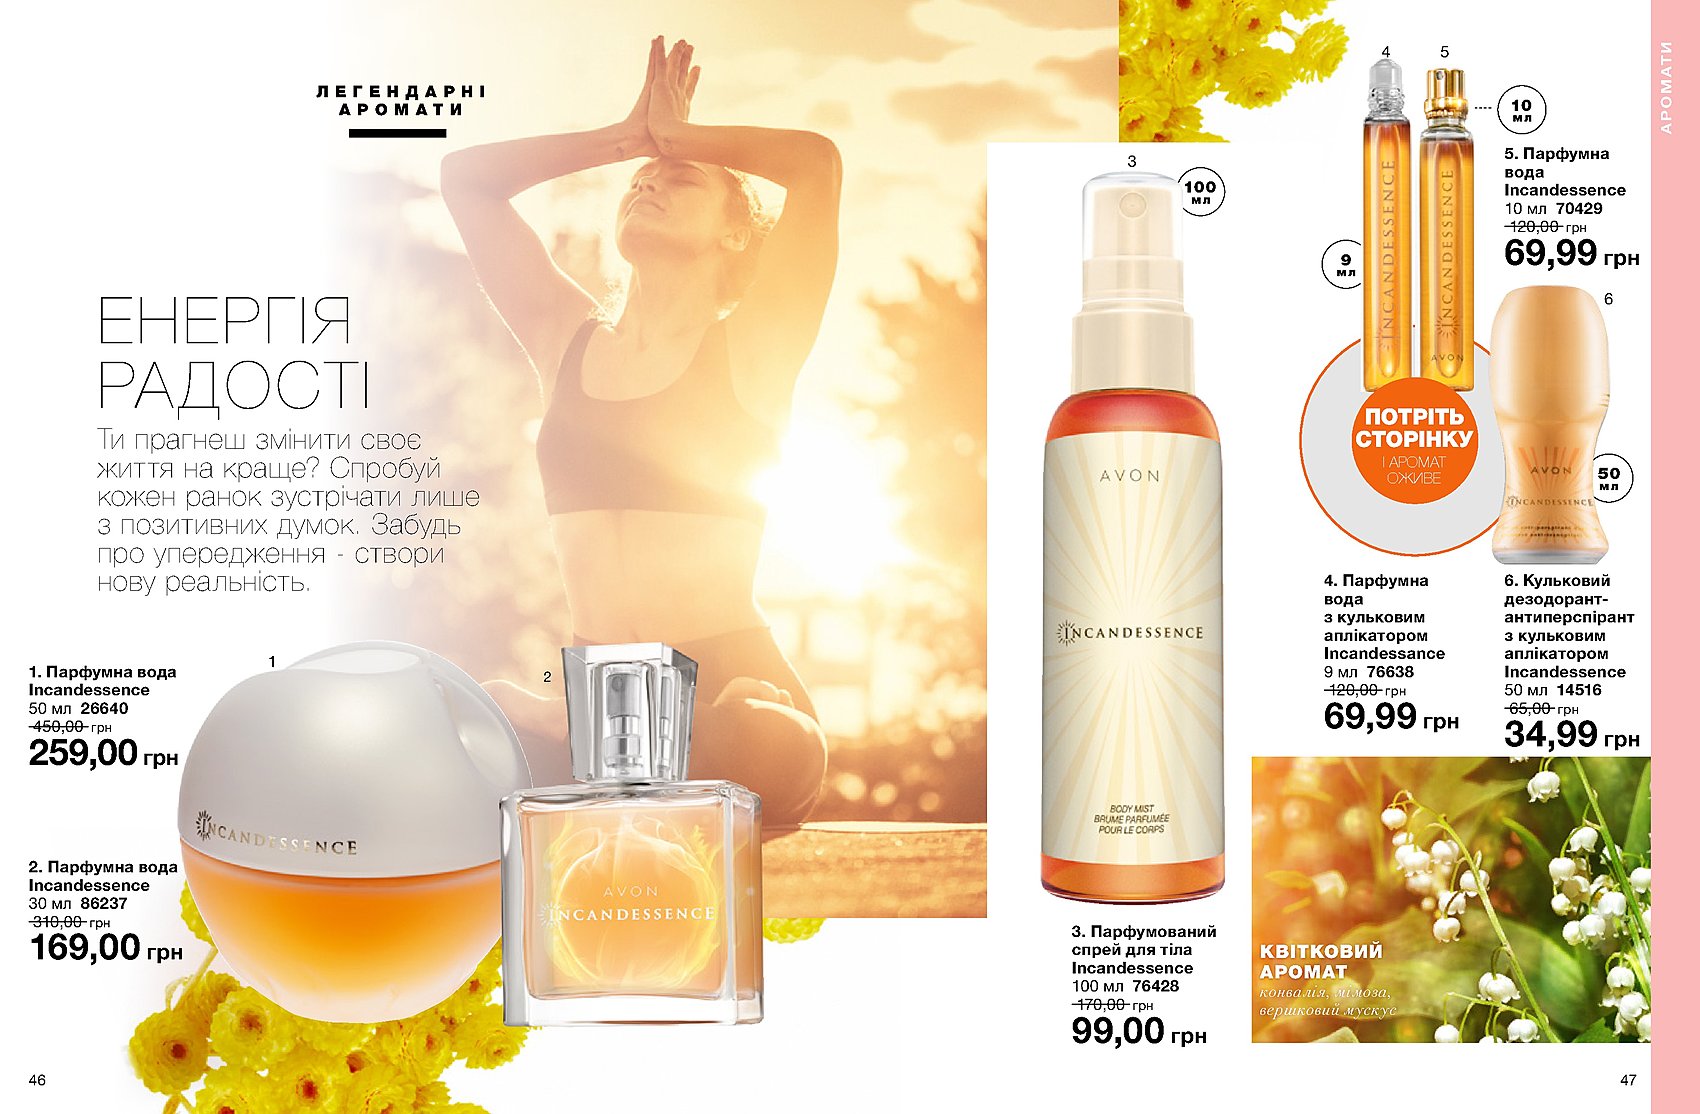 ЛЕГЕНДАРНІ
АРОМАТИ
ЕНЕРГІЯ
РАДОСТІ
Ти прагнеш змінити своє
життя на краще? Спробуй
кожен ранок зустрічати лише
з позитивних думок. Забудь
про упередження - створи
нову реальність.
1
1. Парфумна вода
Incandessence
50 мл 26640
450,00 грн
259,00 грн
INCANDESSENCE
2
2. Парфумна вода
Incandessence
30 мл 86237
310,00 грн
169,00 грн
AVON
INCANDESSENCE
46
3
100
мл
AVON
INCANDESSENCE
BODY MIST
BRUME PARFUMÉE
POUR LE CORPS
3. Парфумований
спрей для тіла
Incandessence
100 мл 76428
170,00 грн
99,00 грн
4
5
10
мл
9
мл
INCANDESSENCE
INCANDESSENCE
AVON
5. Парфумна
вода
Incandessence
10 мл 70429
120,00 грн
69,99 грн
ПОТРІТЬ
СТОРІНКУ
І АРОМАТ
ОЖИВЕ
6
50
мл
AVON
INCANDESSENCE
4. Парфумна
вода
з кульковим
аплікатором
Incandessance
9 мл 76638
120,00 грн
69,99 грн
6. Кульковий
дезодорант-
антиперспірант
з кульковим
аплікатором
Incandessence
50 мл 14516
65,00 грн
34,99 грн
КВІТКОВИЙ
АРОМАТ
конвалія, мімоза,
вершковий мускус
АРОМАТИ
47